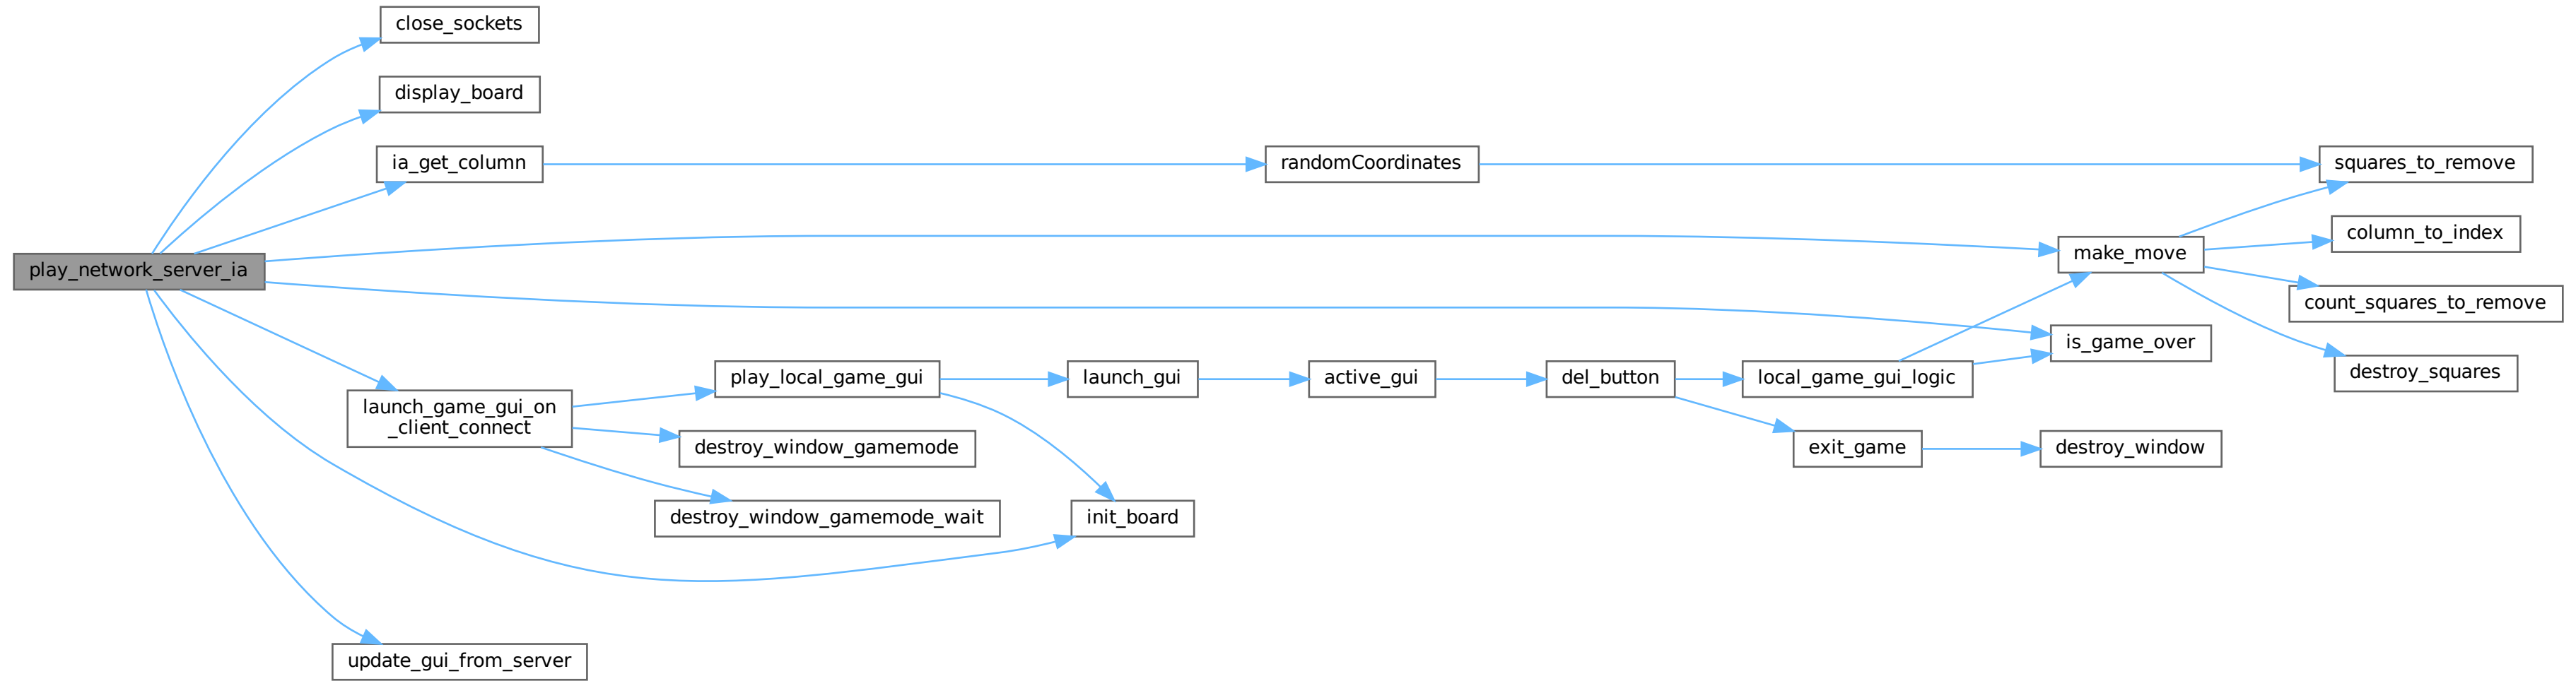 close_sockets
display_board
ia_get_column
randomCoordinates
squares_to_remove
column_to_index
make_move
play_network_server_ia
count_squares_to_remove
is_game_over
destroy_squares
launch_game_gui_on
_client_connect
play_local_game_gui
launch_gui
active_gui
del_button
local_game_gui_logic
destroy_window_gamemode
exit_game
destroy_window
destroy_window_gamemode_wait
init_board
update_gui_from_server